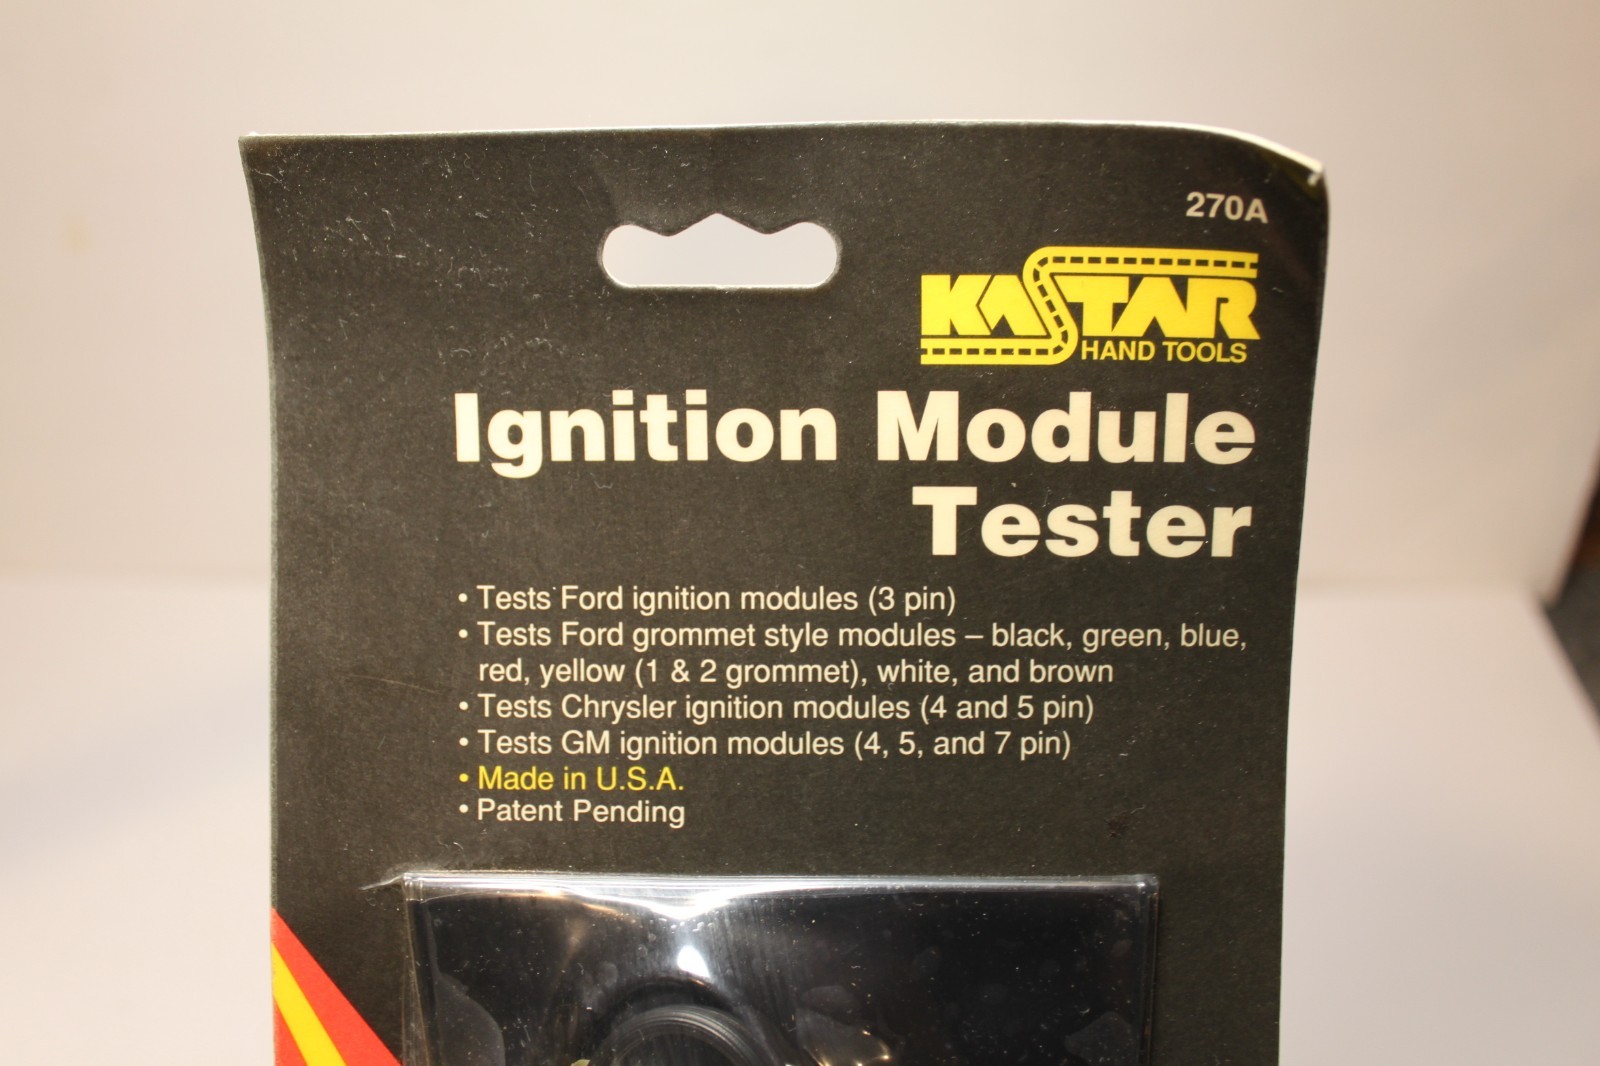 270A
KASTAR
HAND TOOLS
Ignition Module
Tester
• Tests Ford ignition modules (3 pin)
• Tests Ford grommet style modules – black, green, blue,
red, yellow (1 & 2 grommet), white, and brown
• Tests Chrysler ignition modules (4 and 5 pin)
• Tests GM ignition modules (4, 5, and 7 pin)
• Made in U.S.A.
• Patent Pending